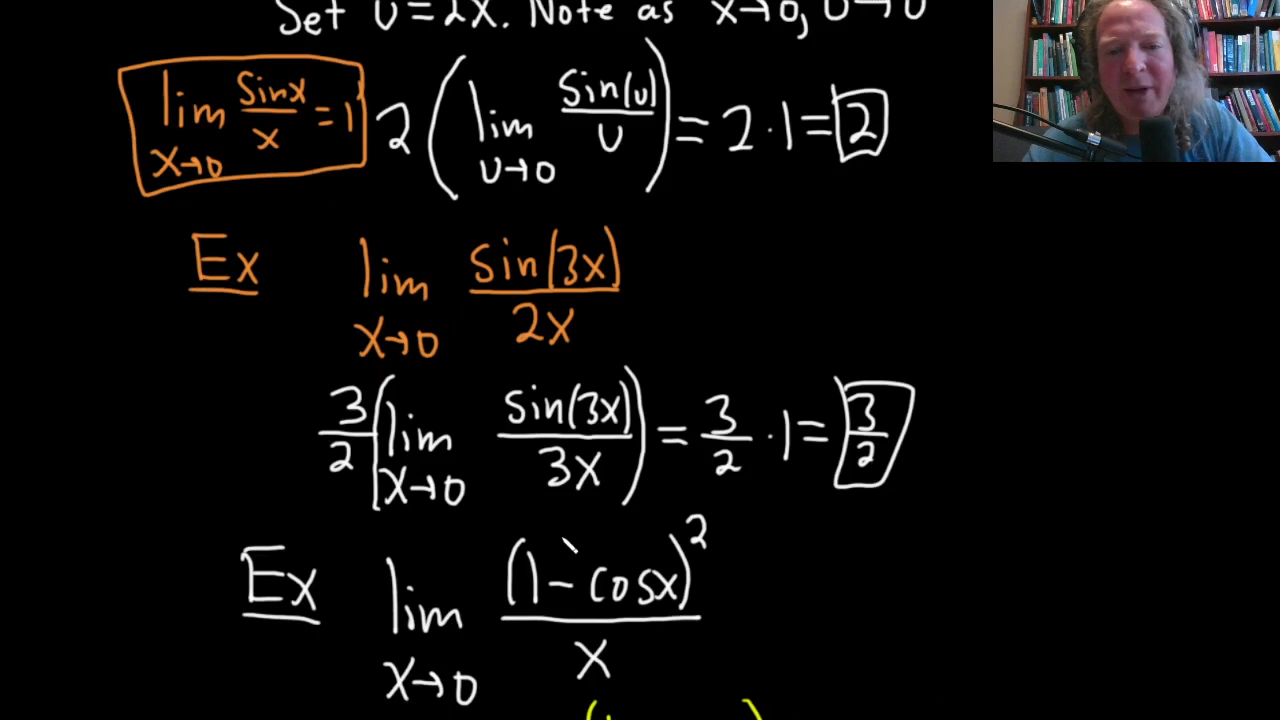 Set u=2x. Note as x→0, u→0
lim x→0 sinx/x = 1
2 ( lim u→0 sin(u)/u ) = 2·1 = 2
Ex lim x→0 sin(3x)/2x
3/2 ( lim x→0 sin(3x)/3x ) = 3/2 · 1 = 3/2
Ex lim x→0 (1-cosx)²/x